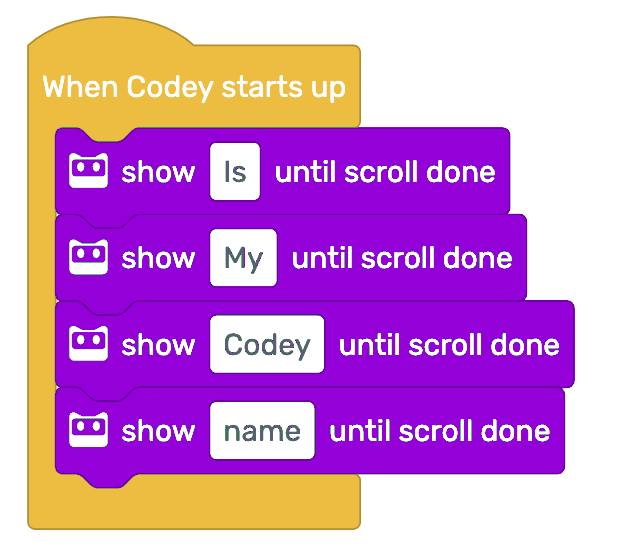 When Codey starts up
show Is until scroll done
show My until scroll done
show Codey until scroll done
show name until scroll done